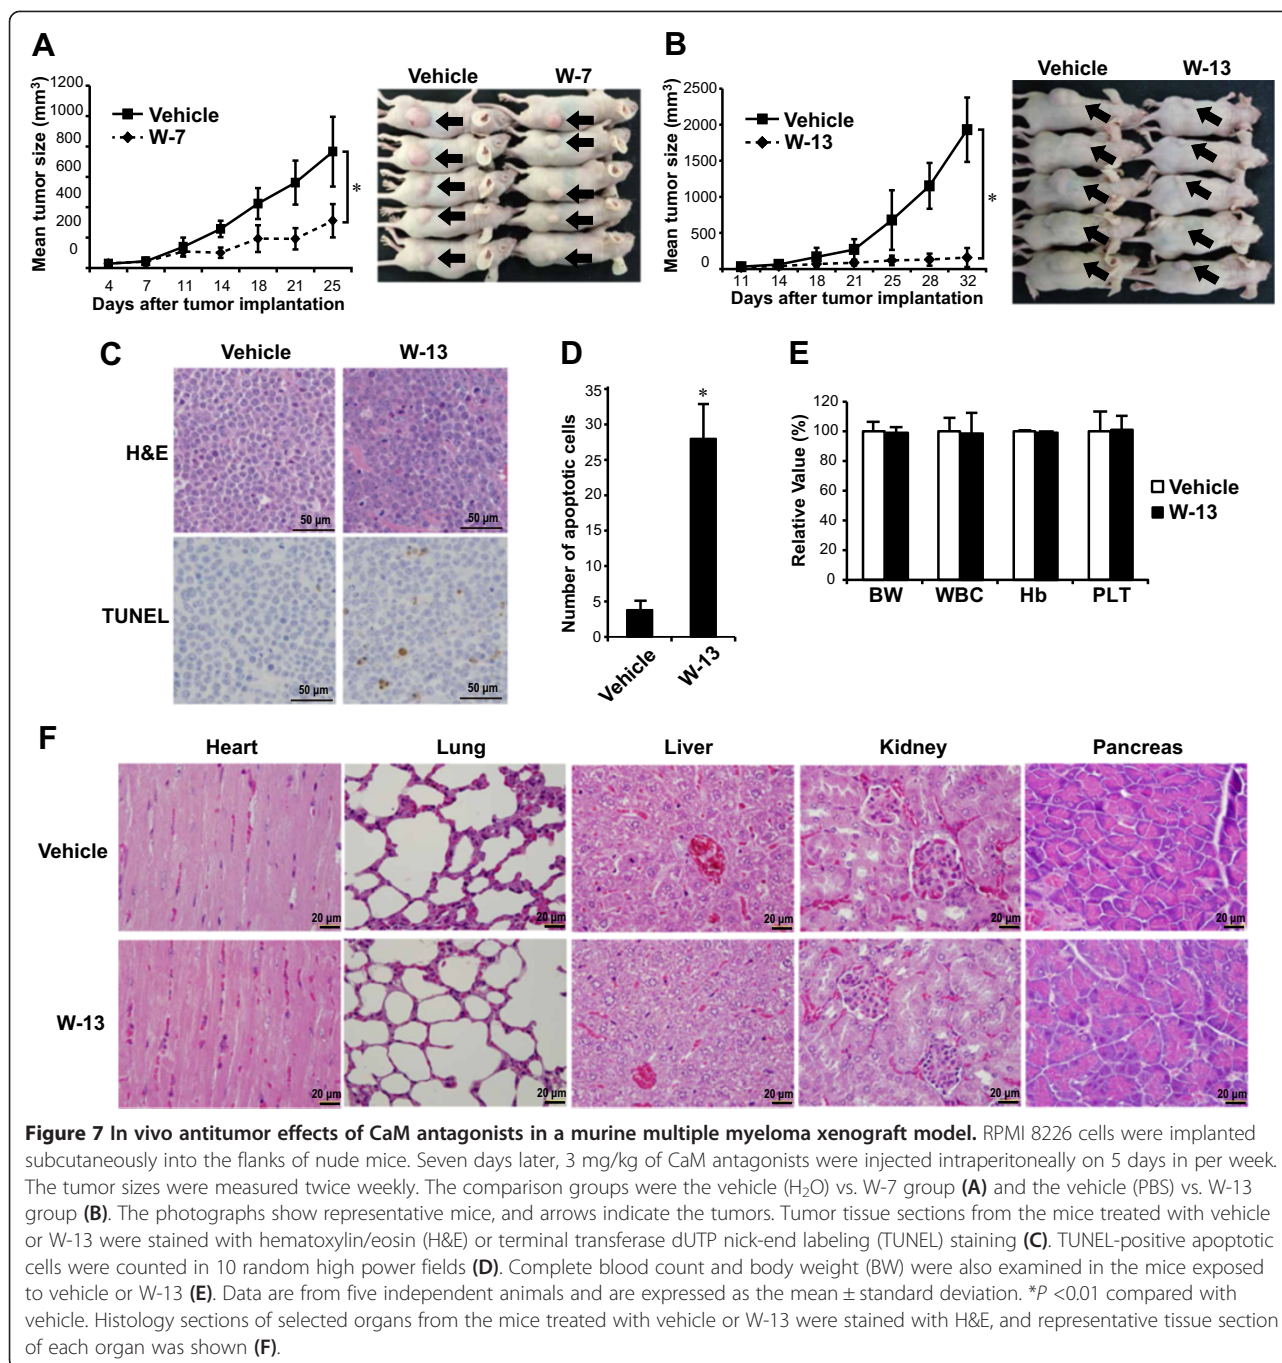 A
Mean tumor size (mm³)
1200
1000
800
600
400
200
0
Vehicle
W-7
*
4 7 11 14 18 21 25
Days after tumor implantation
Vehicle W-7
B
Mean tumor size (mm³)
2500
2000
1500
1000
500
0
Vehicle
W-13
*
11 14 18 21 25 28 32
Days after tumor implantation
Vehicle W-13
C
Vehicle W-13
H&E
50 µm 50 µm
TUNEL
50 µm 50 µm
D
Number of apoptotic cells
35
30
25
20
15
10
5
0
*
Vehicle W-13
E
Relative Value (%)
120
100
80
60
40
20
0
BW WBC Hb PLT
Vehicle
W-13
F
Heart Lung Liver Kidney Pancreas
Vehicle
20 µm 20 µm 20 µm 20 µm 20 µm
W-13
20 µm 20 µm 20 µm 20 µm 20 µm
Figure 7 In vivo antitumor effects of CaM antagonists in a murine multiple myeloma xenograft model. RPMI 8226 cells were implanted
subcutaneously into the flanks of nude mice. Seven days later, 3 mg/kg of CaM antagonists were injected intraperitoneally on 5 days in per week.
The tumor sizes were measured twice weekly. The comparison groups were the vehicle (H₂O) vs. W-7 group (A) and the vehicle (PBS) vs. W-13
group (B). The photographs show representative mice, and arrows indicate the tumors. Tumor tissue sections from the mice treated with vehicle
or W-13 were stained with hematoxylin/eosin (H&E) or terminal transferase dUTP nick-end labeling (TUNEL) staining (C). TUNEL-positive apoptotic
cells were counted in 10 random high power fields (D). Complete blood count and body weight (BW) were also examined in the mice exposed
to vehicle or W-13 (E). Data are from five independent animals and are expressed as the mean ± standard deviation. *P <0.01 compared with
vehicle. Histology sections of selected organs from the mice treated with vehicle or W-13 were stained with H&E, and representative tissue section
of each organ was shown (F).